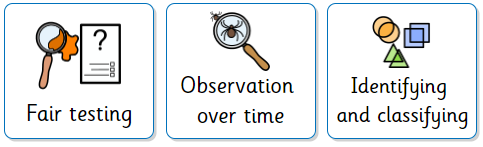 ?
Fair testing
Observation
over time
Identifying
and classifying